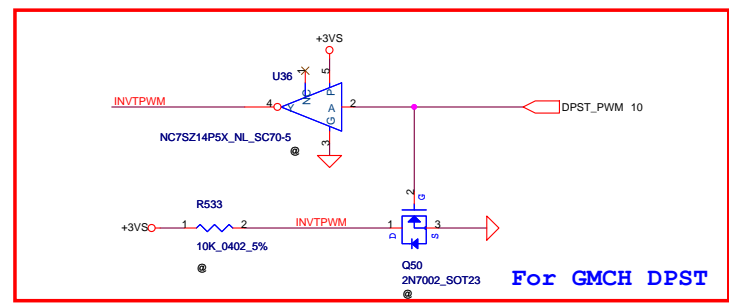 +3VS
U36
1
NC
5
P
INVTPWM
4
Y
A
2
G
3
DPST_PWM 10
NC7SZ14P5X_NL_SC70-5
@
R533
2
G
+3VS
1
2
INVTPWM
1
3
D
S
10K_0402_5%
@
Q50
2N7002_SOT23
@
For GMCH DPST